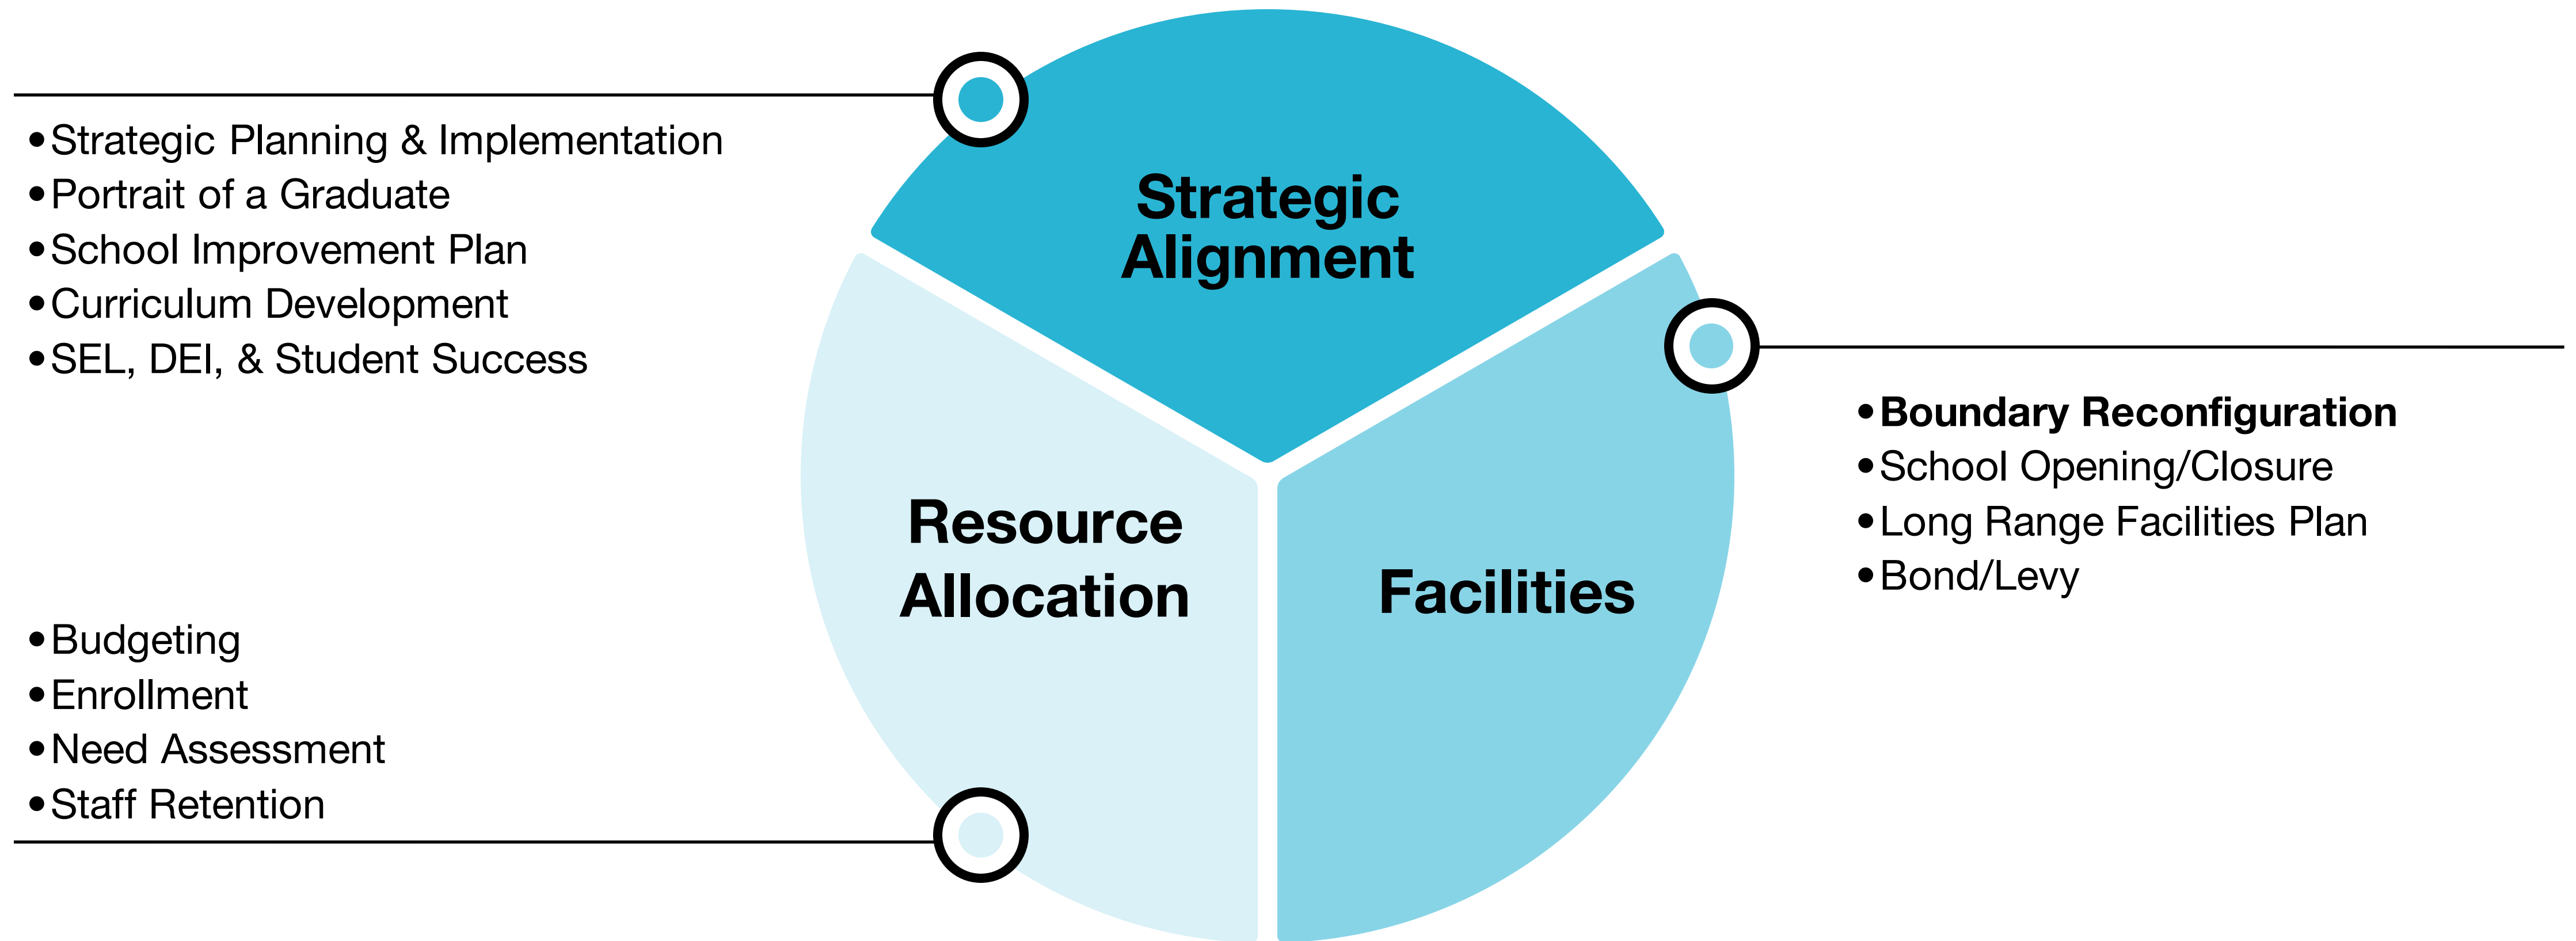 •Strategic Planning & Implementation
•Portrait of a Graduate
•School Improvement Plan
•Curriculum Development
•SEL, DEI, & Student Success
Strategic
Alignment
•Boundary Reconfiguration
•School Opening/Closure
•Long Range Facilities Plan
•Bond/Levy
Facilities
Resource
Allocation
•Budgeting
•Enrollment
•Need Assessment
•Staff Retention